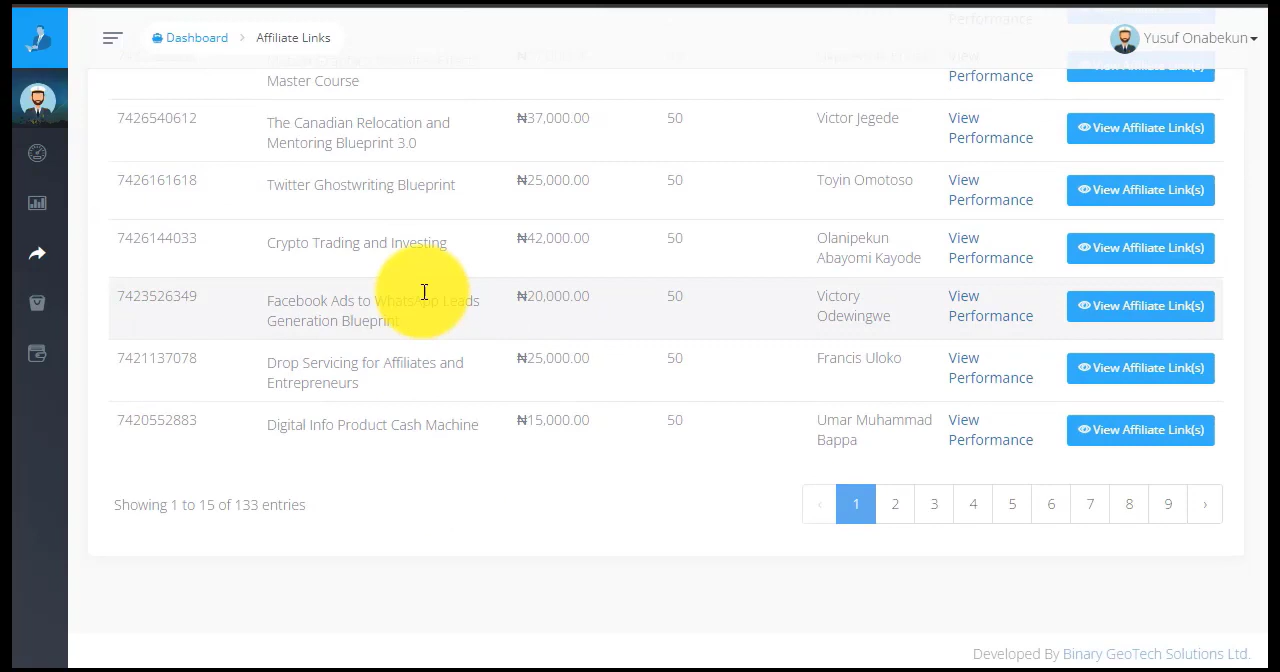 Performance
Dashboard > Affiliate Links
Yusuf Onabekun
Master Course
Performance
7426540612
The Canadian Relocation and
Mentoring Blueprint 3.0
₦37,000.00
50
Victor Jegede
View
Performance
View Affiliate Link(s)
7426161618
Twitter Ghostwriting Blueprint
₦25,000.00
50
Toyin Omotoso
View
Performance
View Affiliate Link(s)
7426144033
Crypto Trading and Investing
₦42,000.00
50
Olanipekun
Abayomi Kayode
View
Performance
View Affiliate Link(s)
7423526349
Facebook Ads to WhatsApp Leads
Generation Blueprint
₦20,000.00
50
Victory
Odewingwe
View
Performance
View Affiliate Link(s)
7421137078
Drop Servicing for Affiliates and
Entrepreneurs
₦25,000.00
50
Francis Uloko
View
Performance
View Affiliate Link(s)
7420552883
Digital Info Product Cash Machine
₦15,000.00
50
Umar Muhammad
Bappa
View
Performance
View Affiliate Link(s)
Showing 1 to 15 of 133 entries
‹ 1 2 3 4 5 6 7 8 9 ›
Developed By Binary GeoTech Solutions Ltd.